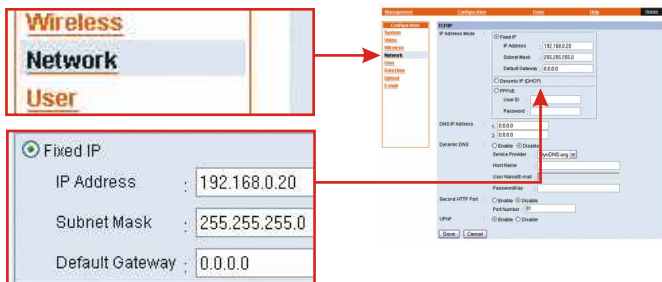 Wireless
Network
User
Fixed IP
IP Address : 192.168.0.20
Subnet Mask : 255.255.255.0
Default Gateway : 0.0.0.0
Management Configuration Tools Help Home
Configuration
System
Video
Wireless
Network
User
Date/Time
Upload
E-mail
TCP/IP
IP Address Mode :
Fixed IP
IP Address : 192.168.0.20
Subnet Mask : 255.255.255.0
Default Gateway : 0.0.0.0
Dynamic IP (DHCP)
PPPoE
User ID :
Password :
DNS IP Address : 1. 0.0.0.0
2. 0.0.0.0
Dynamic DNS : Enable Disable
Service Provider : DynDNS.org
Host Name :
User Name/E-mail :
Password/Key :
Second HTTP Port : Enable Disable
Port Number : 81
UPnP : Enable Disable
Save Cancel